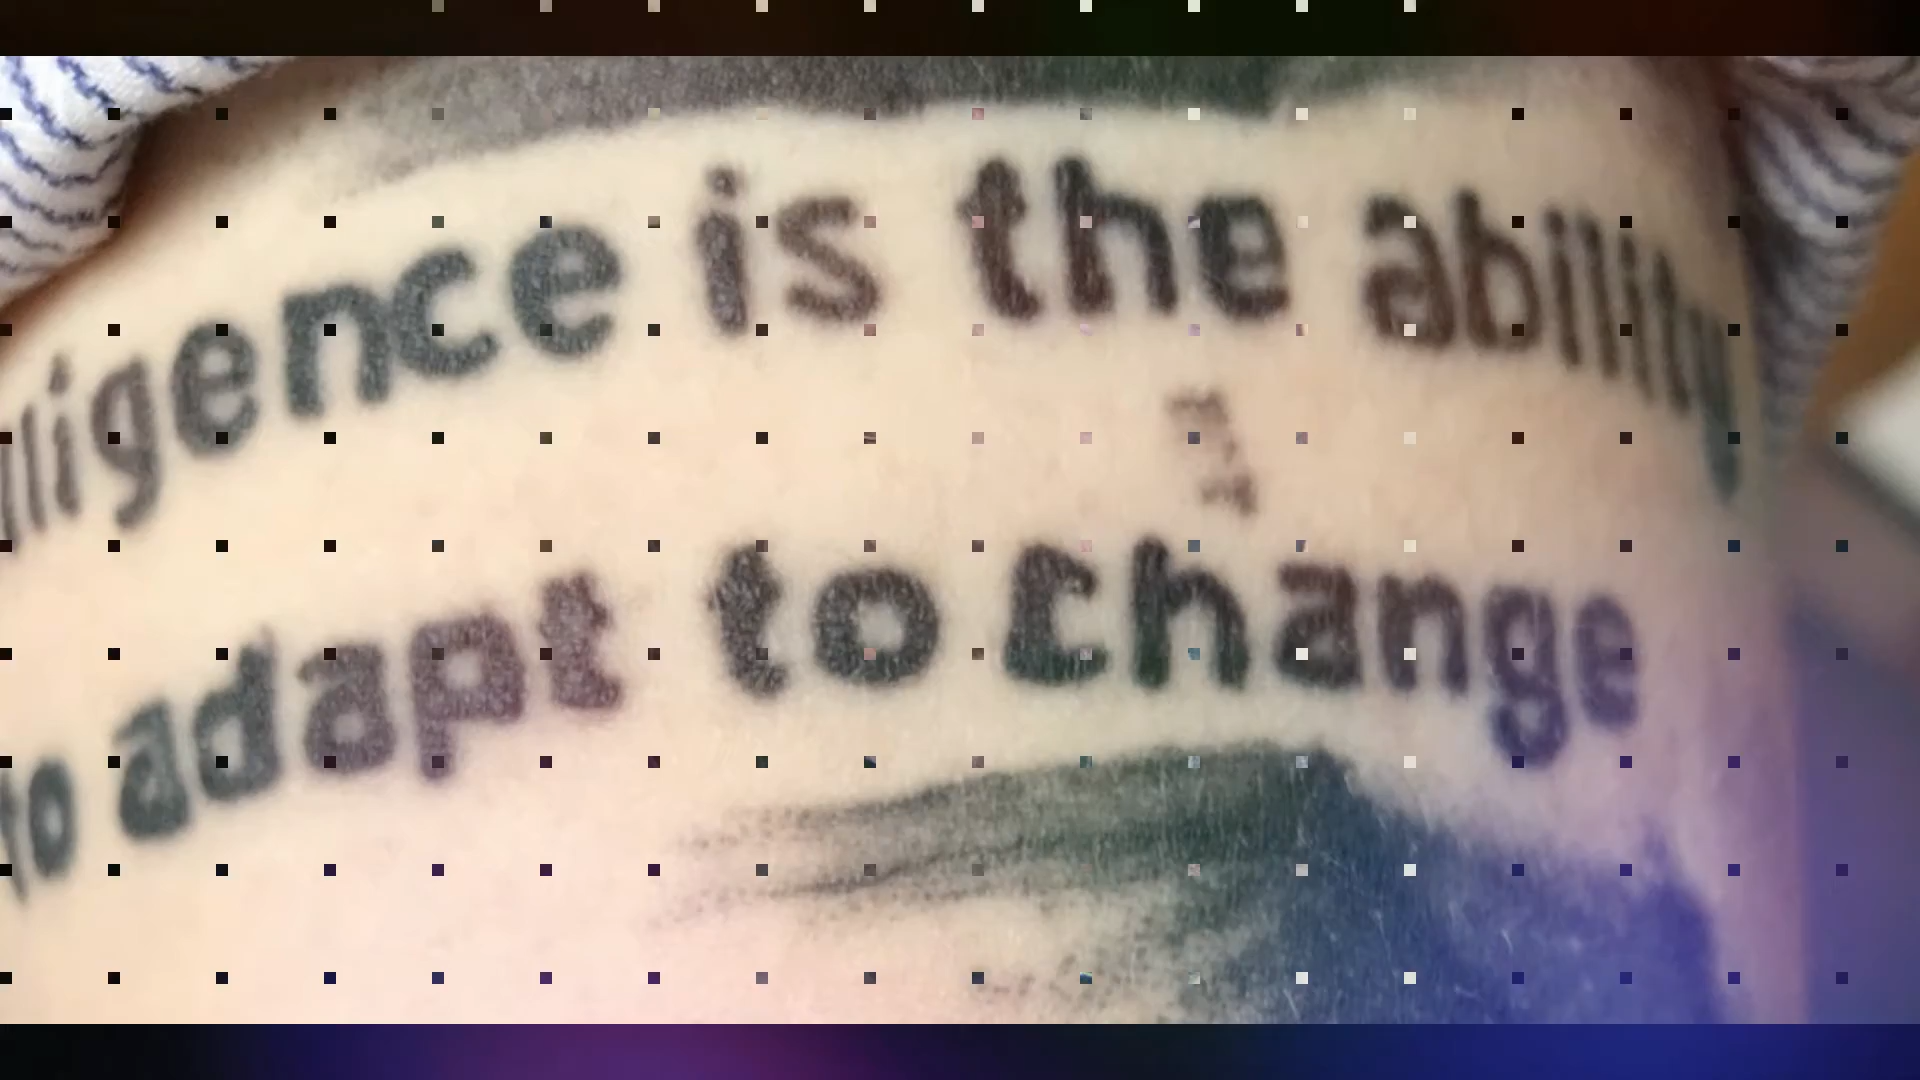 lligence is the ability
to adapt to change